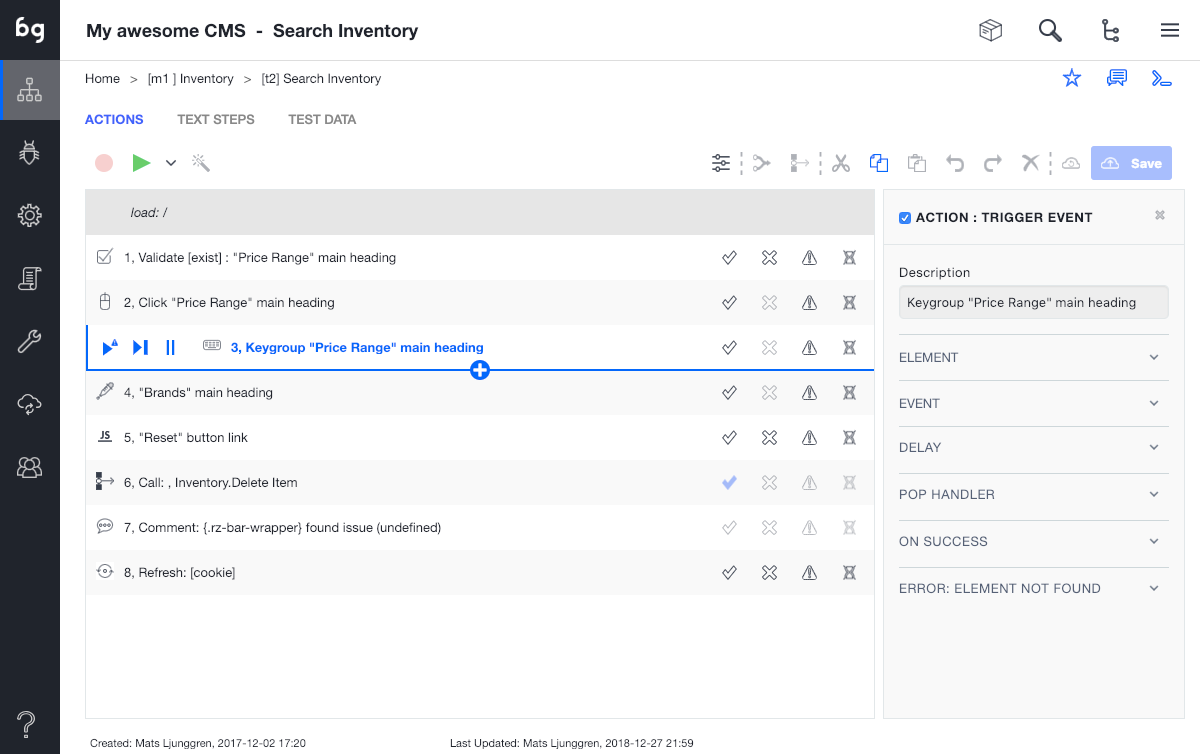 bg
My awesome CMS - Search Inventory
Home > [m1 ] Inventory > [t2] Search Inventory
ACTIONS TEXT STEPS TEST DATA
Save
load: /
1, Validate [exist] : "Price Range" main heading
2, Click "Price Range" main heading
3, Keygroup "Price Range" main heading
4, "Brands" main heading
JS 5, "Reset" button link
6, Call: , Inventory.Delete Item
7, Comment: {.rz-bar-wrapper} found issue (undefined)
8, Refresh: [cookie]
ACTION : TRIGGER EVENT
Description
Keygroup "Price Range" main heading
ELEMENT
EVENT
DELAY
POP HANDLER
ON SUCCESS
ERROR: ELEMENT NOT FOUND
Created: Mats Ljunggren, 2017-12-02 17:20
Last Updated: Mats Ljunggren, 2018-12-27 21:59